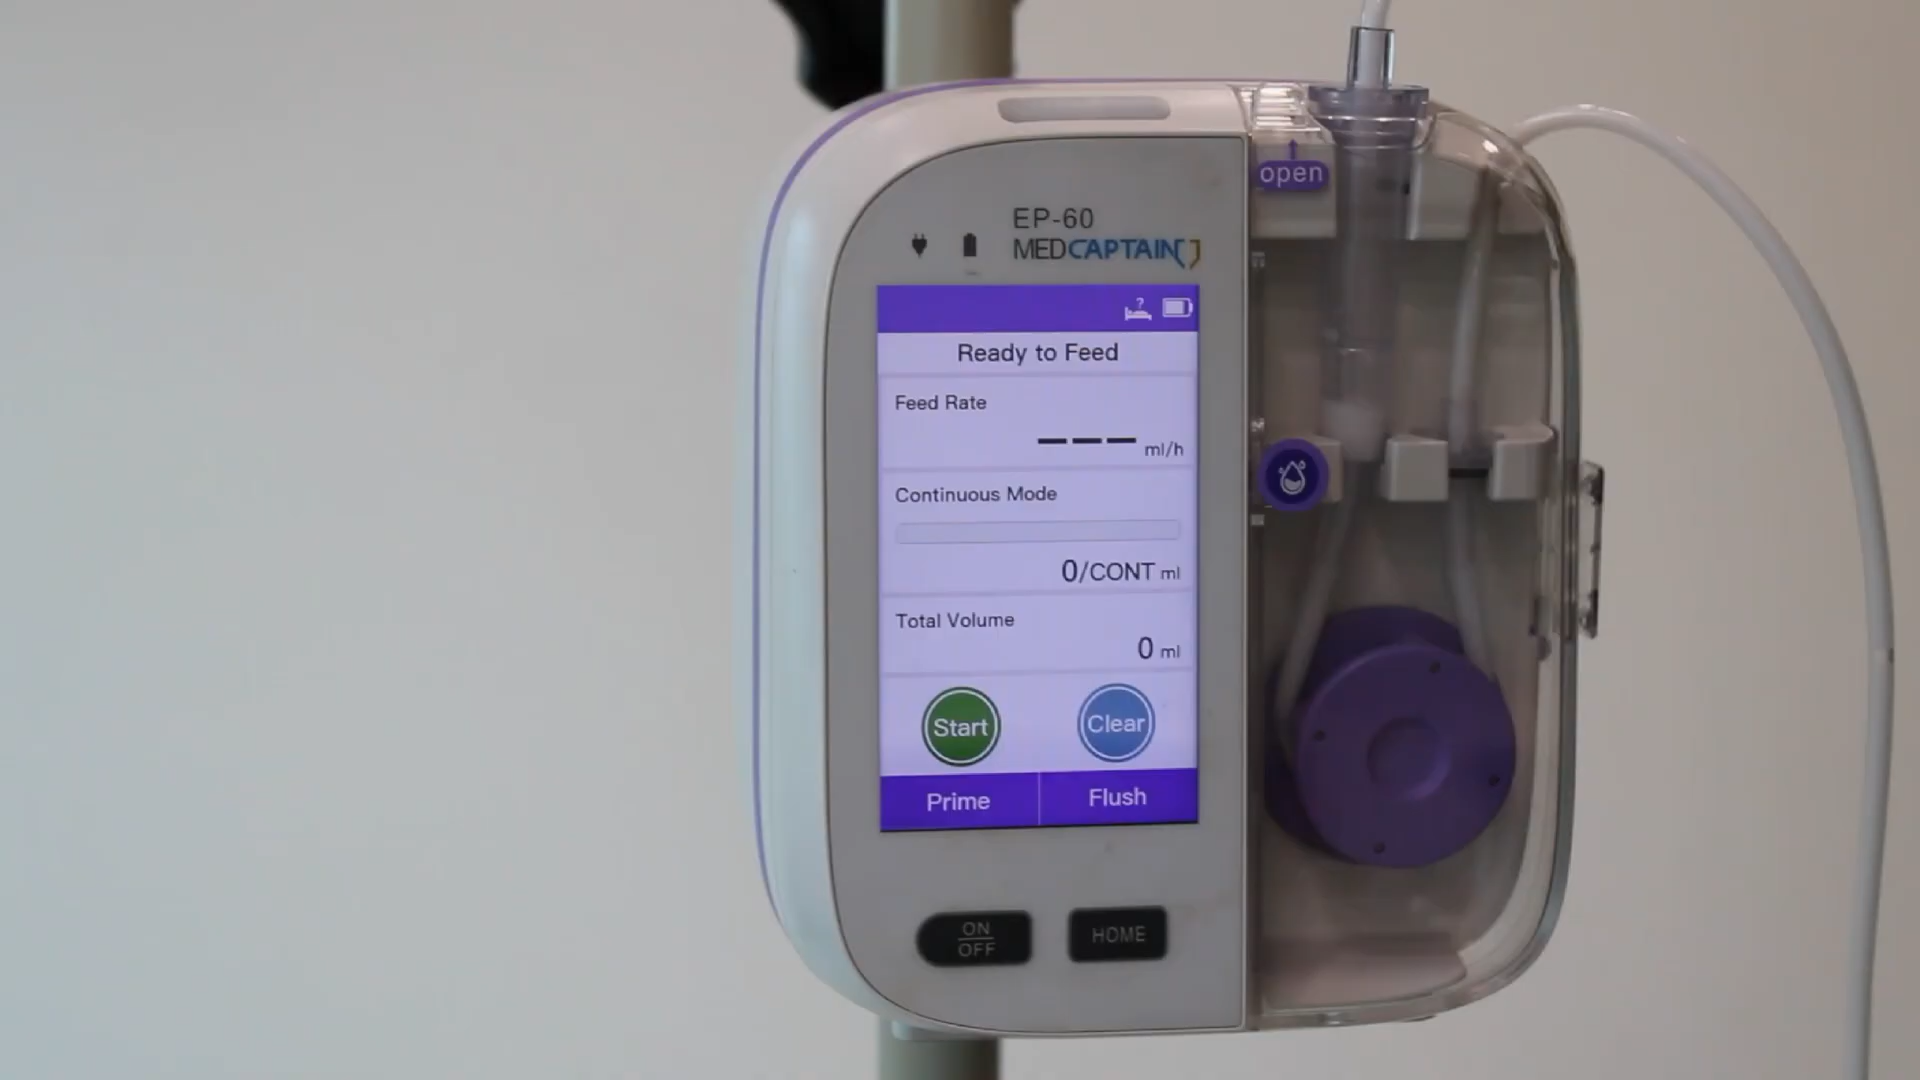 open
EP-60
MEDCAPTAIN
?
Ready to Feed
Feed Rate
--- ml/h
Continuous Mode
0/CONT ml
Total Volume
0 ml
Start Clear
Prime Flush
ON
OFF
HOME